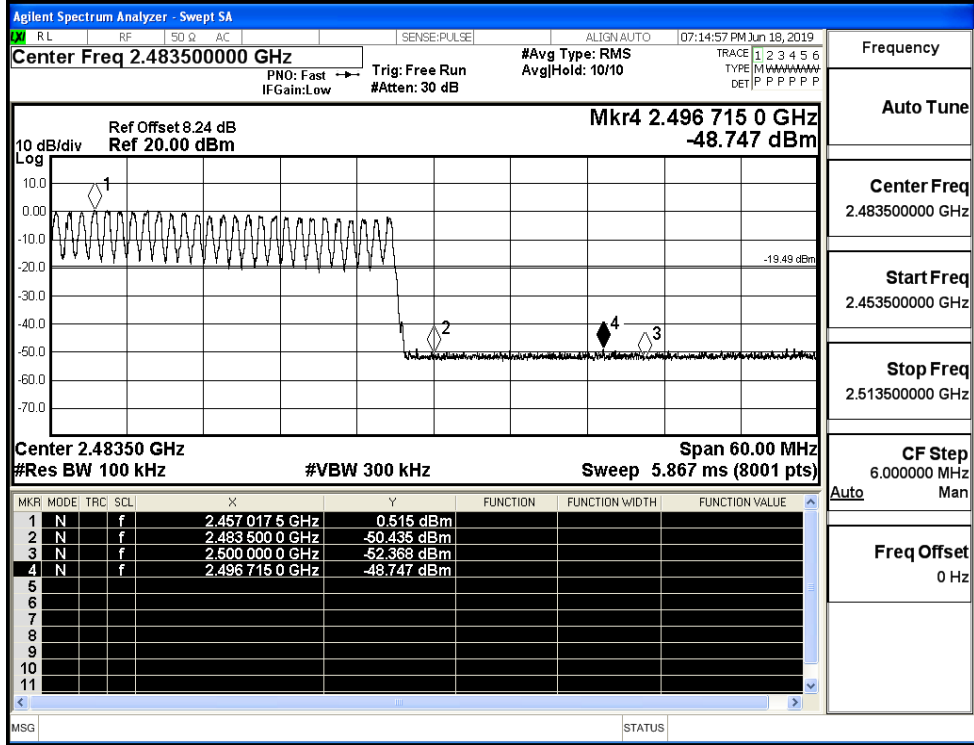 Agilent Spectrum Analyzer - Swept SA
LXI RL RF 50 Ω AC SENSE:PULSE ALIGN AUTO 07:14:57 PM Jun 18, 2019
Center Freq 2.483500000 GHz
PNO: Fast
IFGain:Low
Trig: Free Run
#Atten: 30 dB
#Avg Type: RMS
Avg|Hold: 10/10
TRACE 1 2 3 4 5 6
TYPE M W W W W W
DET P P P P P P
Ref Offset 8.24 dB
10 dB/div Ref 20.00 dBm
Log
Mkr4 2.496 715 0 GHz
-48.747 dBm
10.0
0.00
-10.0
-20.0
-30.0
-40.0
-50.0
-60.0
-70.0
1
2
4
3
-19.49 dBm
Center 2.48350 GHz Span 60.00 MHz
#Res BW 100 kHz #VBW 300 kHz Sweep 5.867 ms (8001 pts)
MKR MODE TRC SCL X Y FUNCTION FUNCTION WIDTH FUNCTION VALUE
1 N f 2.457 017 5 GHz 0.515 dBm
2 N f 2.483 500 0 GHz -50.435 dBm
3 N f 2.500 000 0 GHz -52.368 dBm
4 N f 2.496 715 0 GHz -48.747 dBm
5
6
7
8
9
10
11
MSG STATUS
Frequency
Auto Tune
Center Freq
2.483500000 GHz
Start Freq
2.453500000 GHz
Stop Freq
2.513500000 GHz
CF Step
6.000000 MHz
Auto Man
Freq Offset
0 Hz